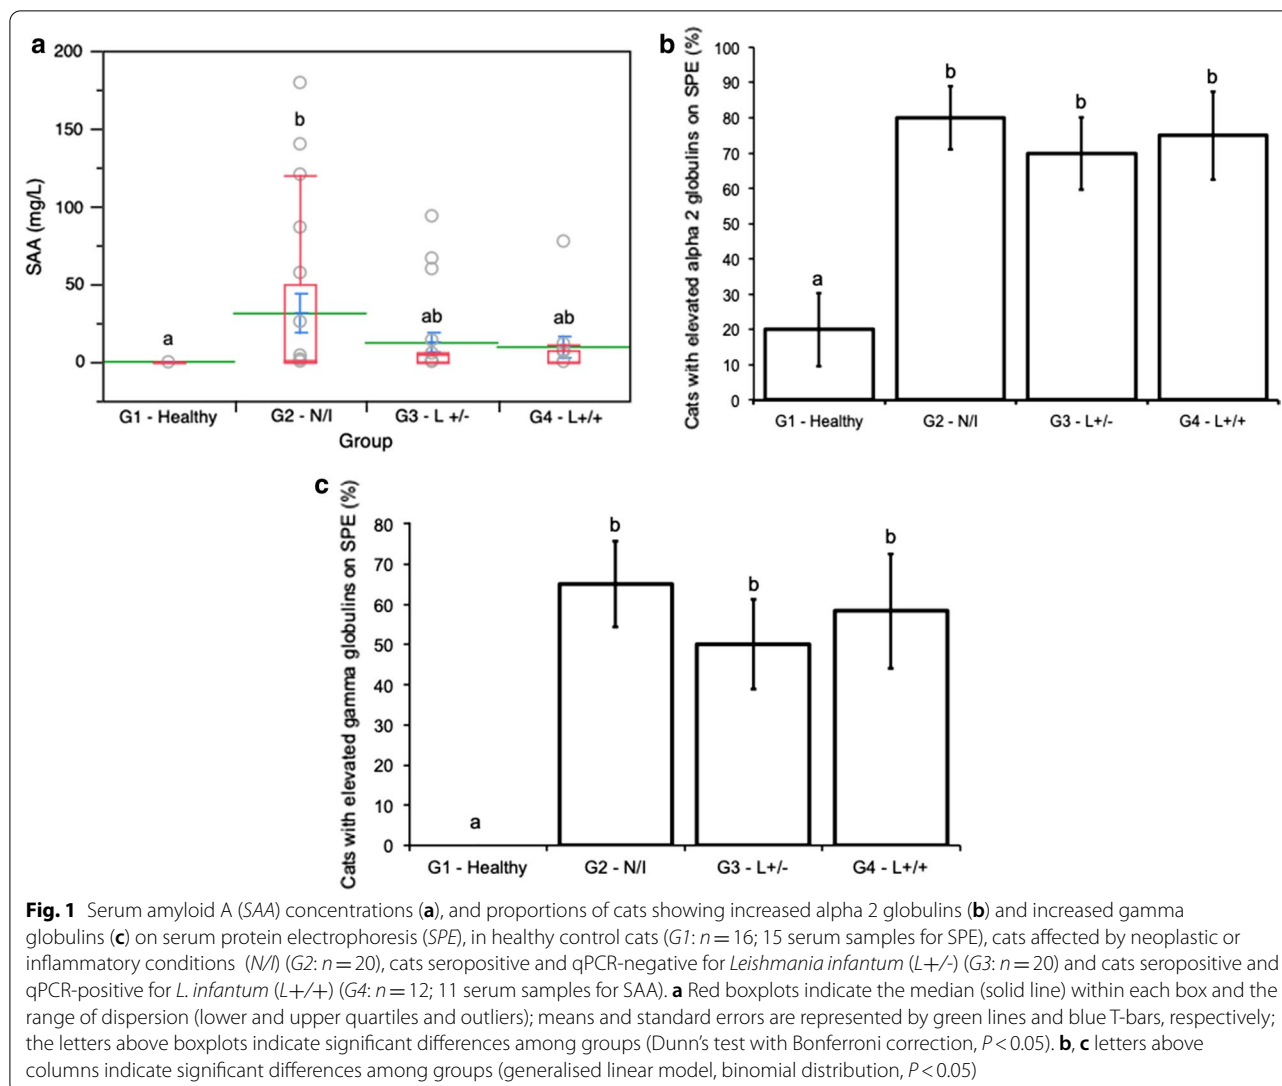 a
200
150
100
50
0
SAA (mg/L)
a
b
ab
ab
G1 - Healthy
G2 - N/I
G3 - L +/-
G4 - L+/+
Group
b
Cats with elevated alpha 2 globulins on SPE (%)
100
90
80
70
60
50
40
30
20
10
0
a
b
b
b
G1 - Healthy
G2 - N/I
G3 - L+/-
G4 - L+/+
c
Cats with elevated gamma globulins on SPE (%)
80
70
60
50
40
30
20
10
0
a
b
b
b
G1 - Healthy
G2 - N/I
G3 - L+/-
G4 - L+/+
Fig. 1 Serum amyloid A (SAA) concentrations (a), and proportions of cats showing increased alpha 2 globulins (b) and increased gamma
globulins (c) on serum protein electrophoresis (SPE), in healthy control cats (G1: n = 16; 15 serum samples for SPE), cats affected by neoplastic or
inflammatory conditions (N/I) (G2: n = 20), cats seropositive and qPCR-negative for Leishmania infantum (L+/-) (G3: n = 20) and cats seropositive and
qPCR-positive for L. infantum (L+/+) (G4: n = 12; 11 serum samples for SAA). a Red boxplots indicate the median (solid line) within each box and the
range of dispersion (lower and upper quartiles and outliers); means and standard errors are represented by green lines and blue T-bars, respectively;
the letters above boxplots indicate significant differences among groups (Dunn's test with Bonferroni correction, P < 0.05). b, c letters above
columns indicate significant differences among groups (generalised linear model, binomial distribution, P < 0.05)